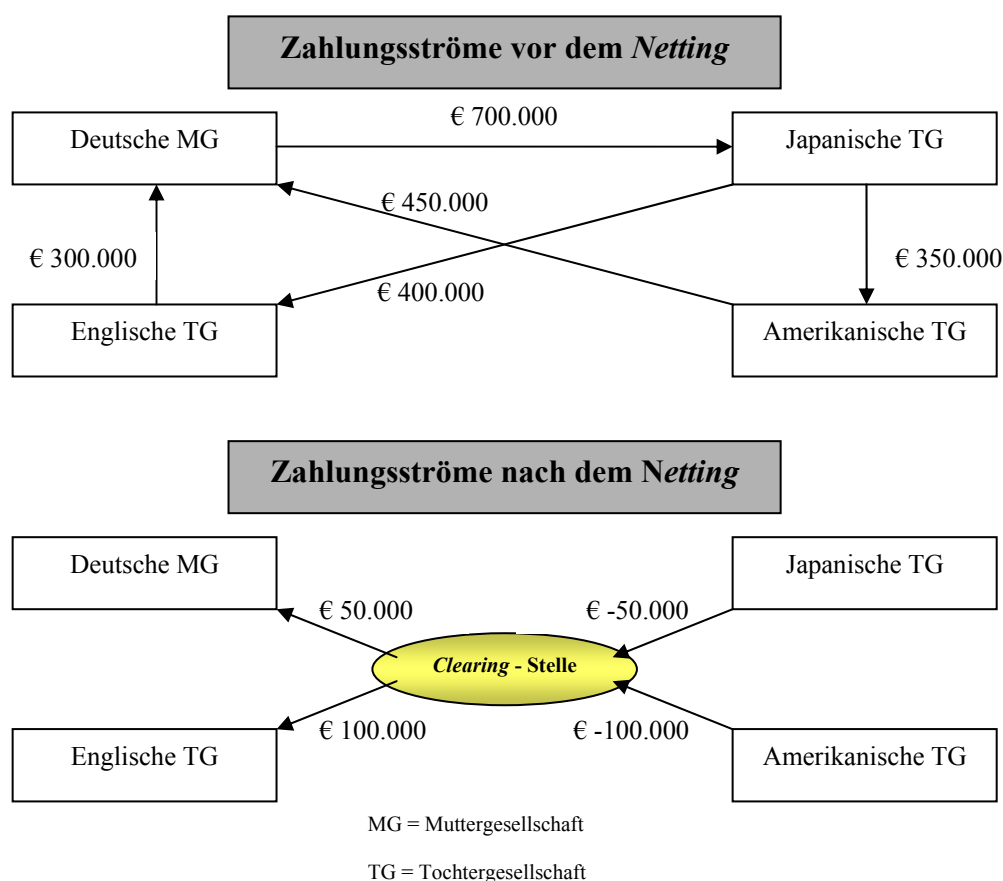 Zahlungsströme vor dem Netting
€ 700.000
Deutsche MG
Japanische TG
€ 450.000
€ 300.000
€ 350.000
€ 400.000
Englische TG
Amerikanische TG
Zahlungsströme nach dem Netting
Deutsche MG
Japanische TG
€ 50.000
€ -50.000
Clearing - Stelle
€ 100.000
€ -100.000
Englische TG
Amerikanische TG
MG = Muttergesellschaft
TG = Tochtergesellschaft